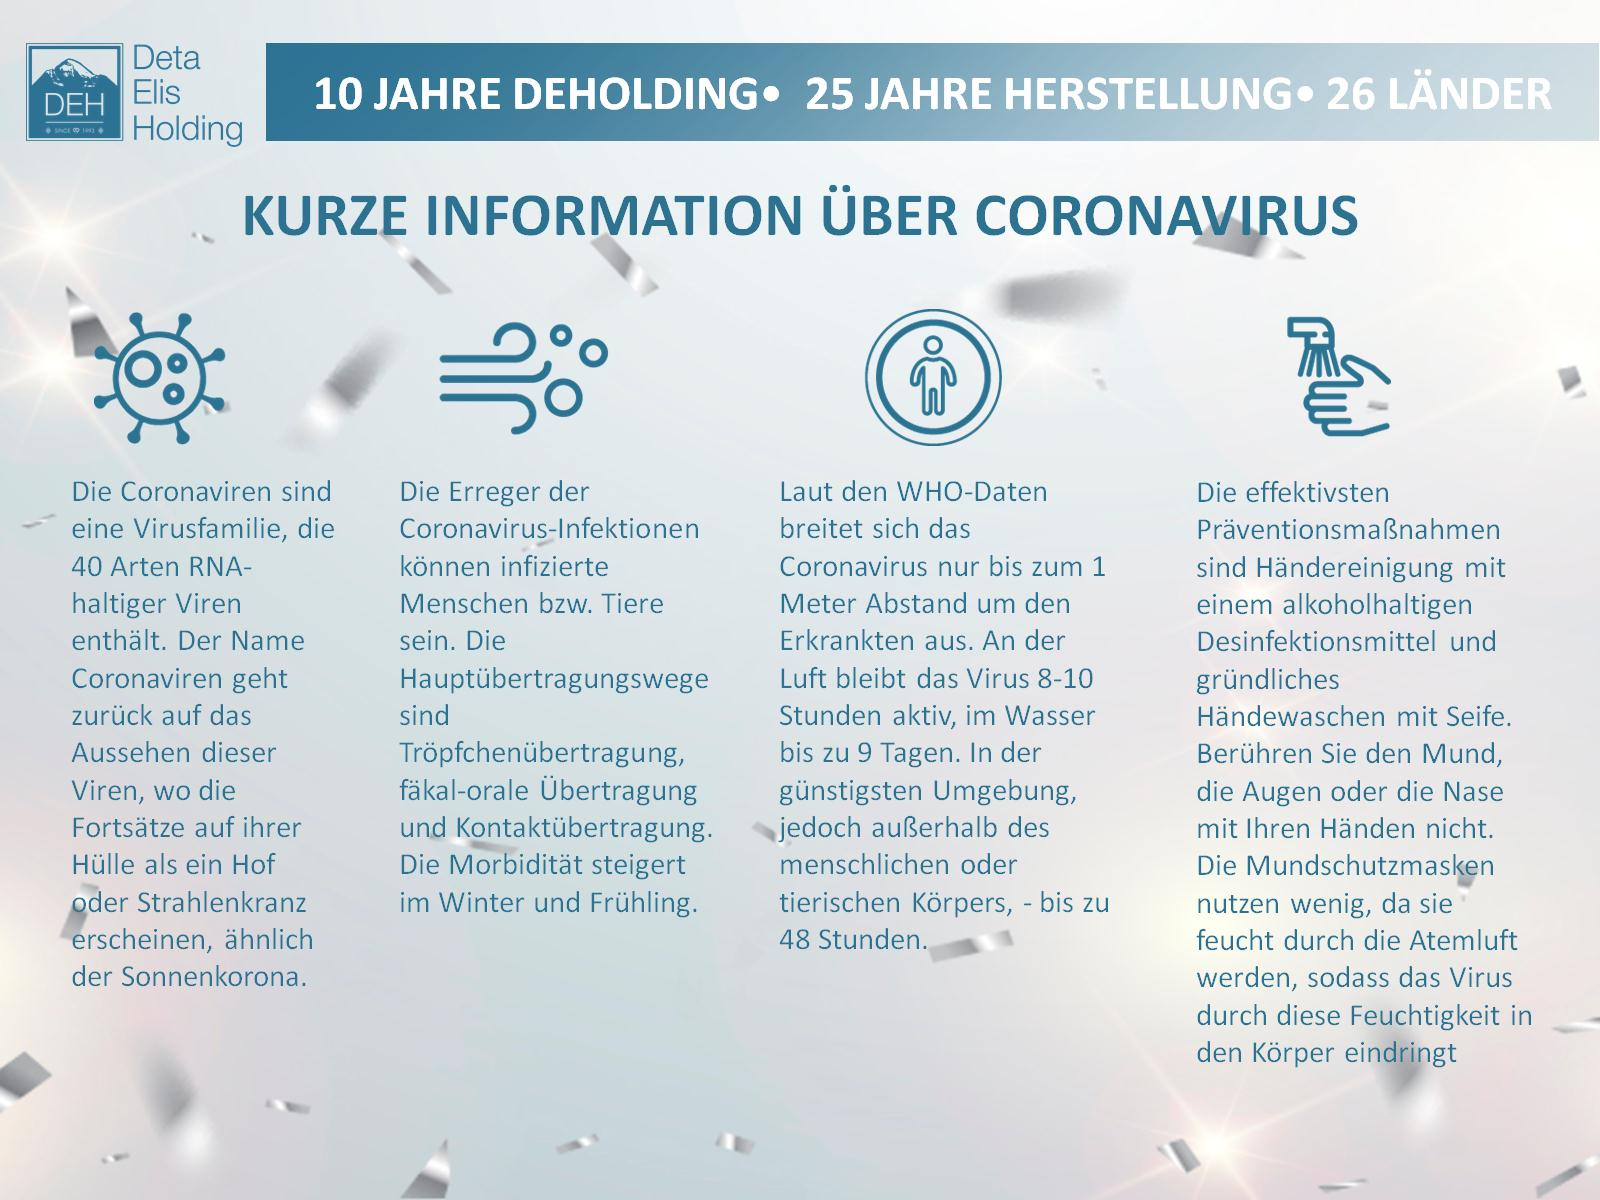 Deta
Elis
Holding
DEH
SINCE 1993
10 JAHRE DEHOLDING• 25 JAHRE HERSTELLUNG• 26 LÄNDER
KURZE INFORMATION ÜBER CORONAVIRUS
Die Coronaviren sind
eine Virusfamilie, die
40 Arten RNA-
haltiger Viren
enthält. Der Name
Coronaviren geht
zurück auf das
Aussehen dieser
Viren, wo die
Fortsätze auf ihrer
Hülle als ein Hof
oder Strahlenkranz
erscheinen, ähnlich
der Sonnenkorona.
Die Erreger der
Coronavirus-Infektionen
können infizierte
Menschen bzw. Tiere
sein. Die
Hauptübertragungswege
sind
Tröpfchenübertragung,
fäkal-orale Übertragung
und Kontaktübertragung.
Die Morbidität steigert
im Winter und Frühling.
Laut den WHO-Daten
breitet sich das
Coronavirus nur bis zum 1
Meter Abstand um den
Erkrankten aus. An der
Luft bleibt das Virus 8-10
Stunden aktiv, im Wasser
bis zu 9 Tagen. In der
günstigsten Umgebung,
jedoch außerhalb des
menschlichen oder
tierischen Körpers, - bis zu
48 Stunden.
Die effektivsten
Präventionsmaßnahmen
sind Händereinigung mit
einem alkoholhaltigen
Desinfektionsmittel und
gründliches
Händewaschen mit Seife.
Berühren Sie den Mund,
die Augen oder die Nase
mit Ihren Händen nicht.
Die Mundschutzmasken
nutzen wenig, da sie
feucht durch die Atemluft
werden, sodass das Virus
durch diese Feuchtigkeit in
den Körper eindringt